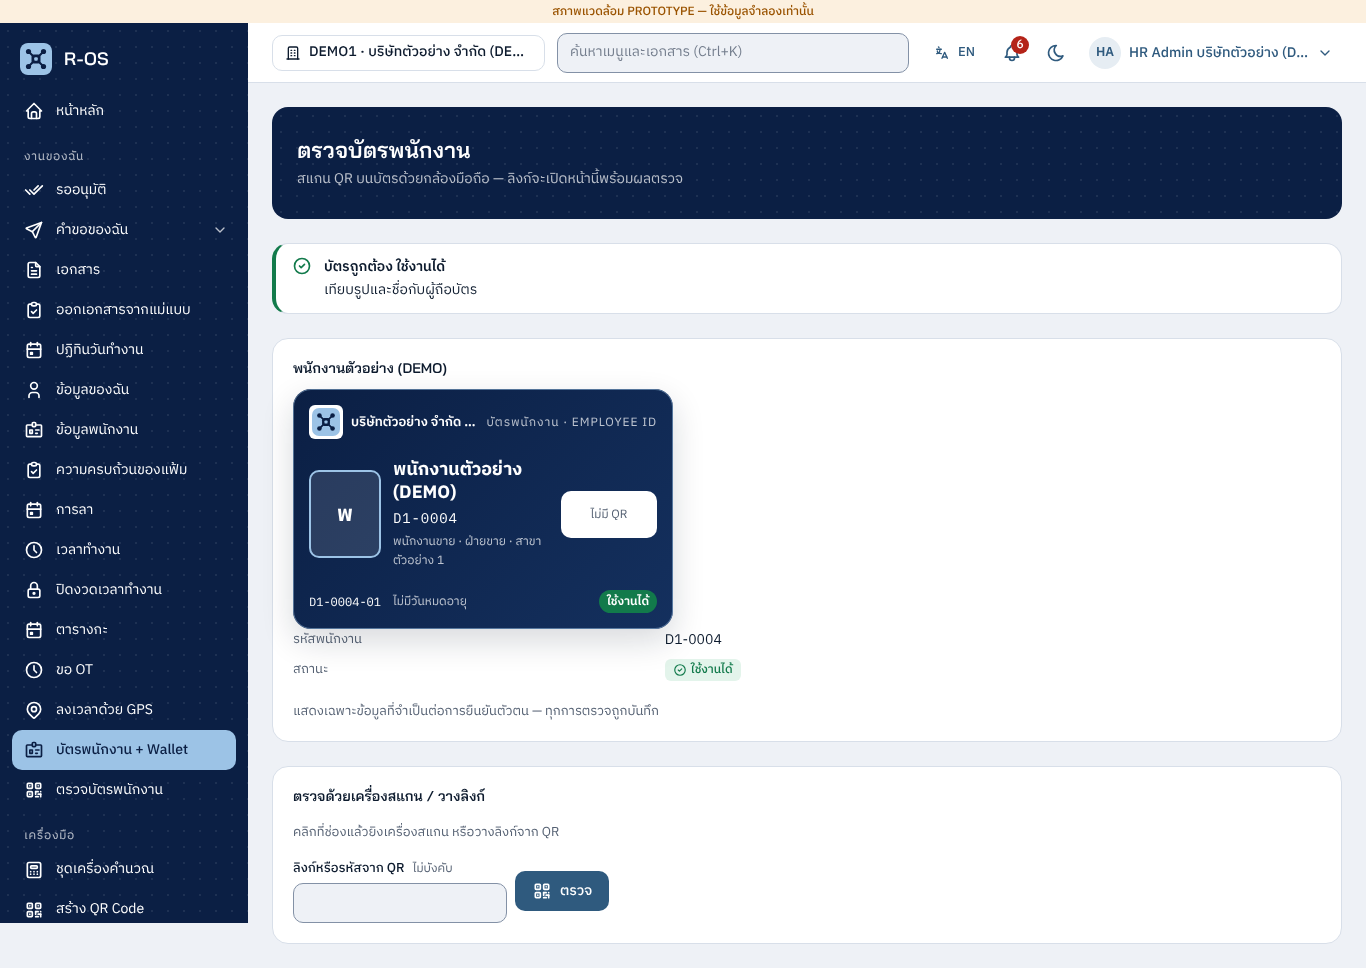 สภาพแวดล้อม PROTOTYPE — ใช้ข้อมูลจำลองเท่านั้น
R-OS
DEMO1 · บริษัทตัวอย่าง จำกัด (DE...
ค้นหาเมนูและเอกสาร (Ctrl+K)
EN
6
HA
HR Admin บริษัทตัวอย่าง (D...
หน้าหลัก
งานของฉัน
รออนุมัติ
คำขอของฉัน
เอกสาร
ออกเอกสารจากแม่แบบ
ปฏิทินวันทำงาน
ข้อมูลของฉัน
ข้อมูลพนักงาน
ความครบถ้วนของแฟ้ม
การลา
เวลาทำงาน
ปิดงวดเวลาทำงาน
ตารางกะ
ขอ OT
ลงเวลาด้วย GPS
บัตรพนักงาน + Wallet
ตรวจบัตรพนักงาน
เครื่องมือ
ชุดเครื่องคำนวณ
สร้าง QR Code
ตรวจบัตรพนักงาน
สแกน QR บนบัตรด้วยกล้องมือถือ — ลิงก์จะเปิดหน้านี้พร้อมผลตรวจ
บัตรถูกต้อง ใช้งานได้
เทียบรูปและชื่อกับผู้ถือบัตร
พนักงานตัวอย่าง (DEMO)
บริษัทตัวอย่าง จำกัด ...
บัตรพนักงาน · EMPLOYEE ID
พ
พนักงานตัวอย่าง
(DEMO)
D1-0004
พนักงานขาย · ฝ่ายขาย · สาขา
ตัวอย่าง 1
ไม่มี QR
D1-0004-01
ไม่มีวันหมดอายุ
ใช้งานได้
รหัสพนักงาน
D1-0004
สถานะ
ใช้งานได้
แสดงเฉพาะข้อมูลที่จำเป็นต่อการยืนยันตัวตน — ทุกการตรวจถูกบันทึก
ตรวจด้วยเครื่องสแกน / วางลิงก์
คลิกที่ช่องแล้วยิงเครื่องสแกน หรือวางลิงก์จาก QR
ลิงก์หรือรหัสจาก QR ไม่บังคับ
ตรวจ